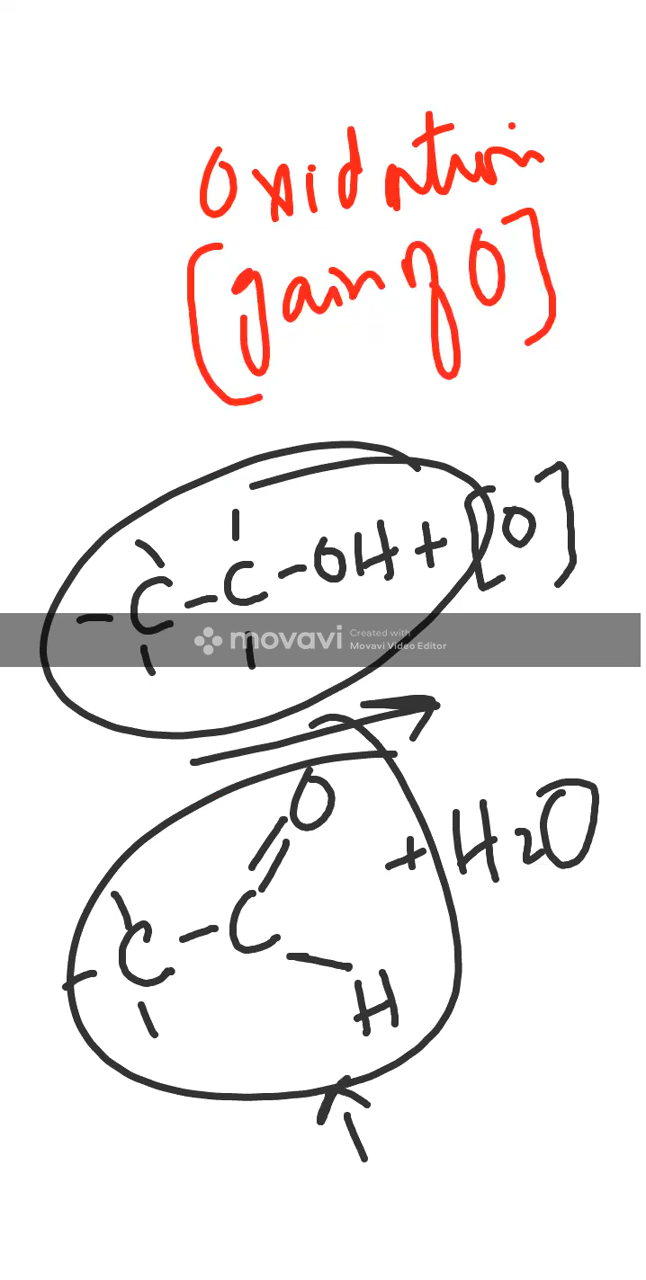 Oxidation
[gain of O]
-C-C-OH + [O]
movavi Created with
Movavi Video Editor
O
+ H2O
-C-C
H